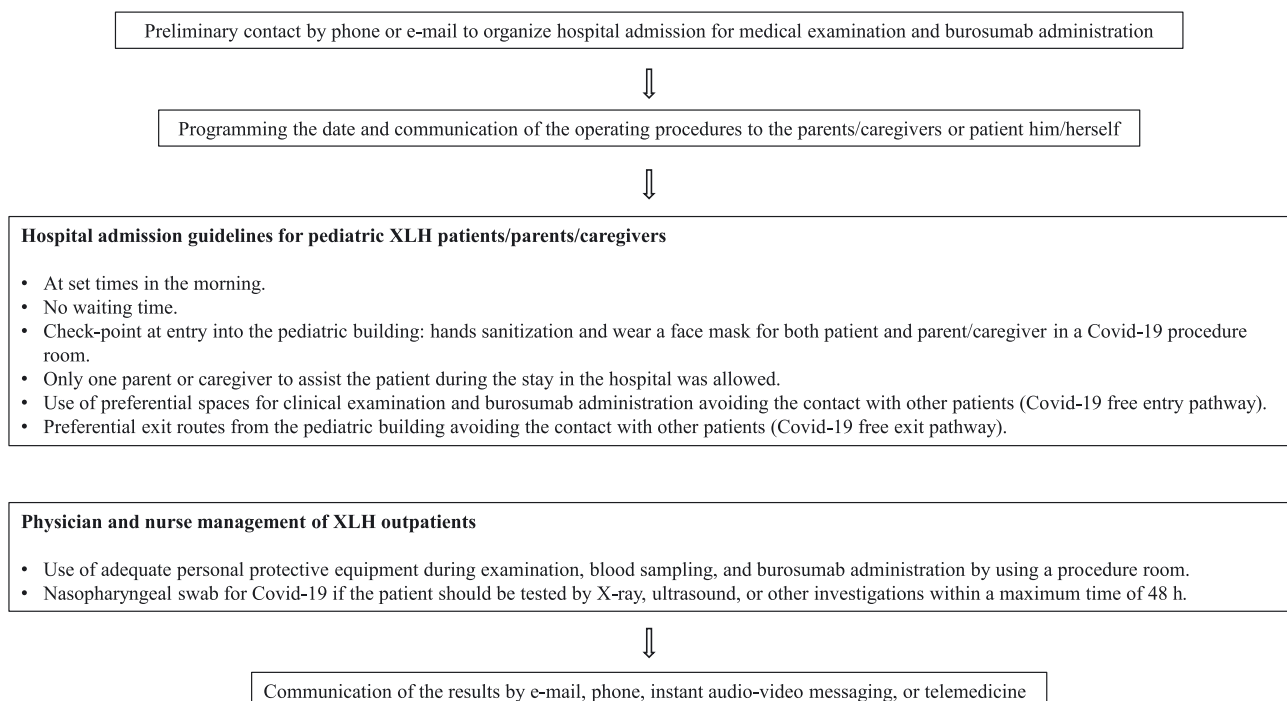 Preliminary contact by phone or e-mail to organize hospital admission for medical examination and burosumab administration
Programming the date and communication of the operating procedures to the parents/caregivers or patient him/herself
Hospital admission guidelines for pediatric XLH patients/parents/caregivers
• At set times in the morning.
• No waiting time.
• Check-point at entry into the pediatric building: hands sanitization and wear a face mask for both patient and parent/caregiver in a Covid-19 procedure
room.
• Only one parent or caregiver to assist the patient during the stay in the hospital was allowed.
• Use of preferential spaces for clinical examination and burosumab administration avoiding the contact with other patients (Covid-19 free entry pathway).
• Preferential exit routes from the pediatric building avoiding the contact with other patients (Covid-19 free exit pathway).
Physician and nurse management of XLH outpatients
• Use of adequate personal protective equipment during examination, blood sampling, and burosumab administration by using a procedure room.
• Nasopharyngeal swab for Covid-19 if the patient should be tested by X-ray, ultrasound, or other investigations within a maximum time of 48 h.
Communication of the results by e-mail, phone, instant audio-video messaging, or telemedicine